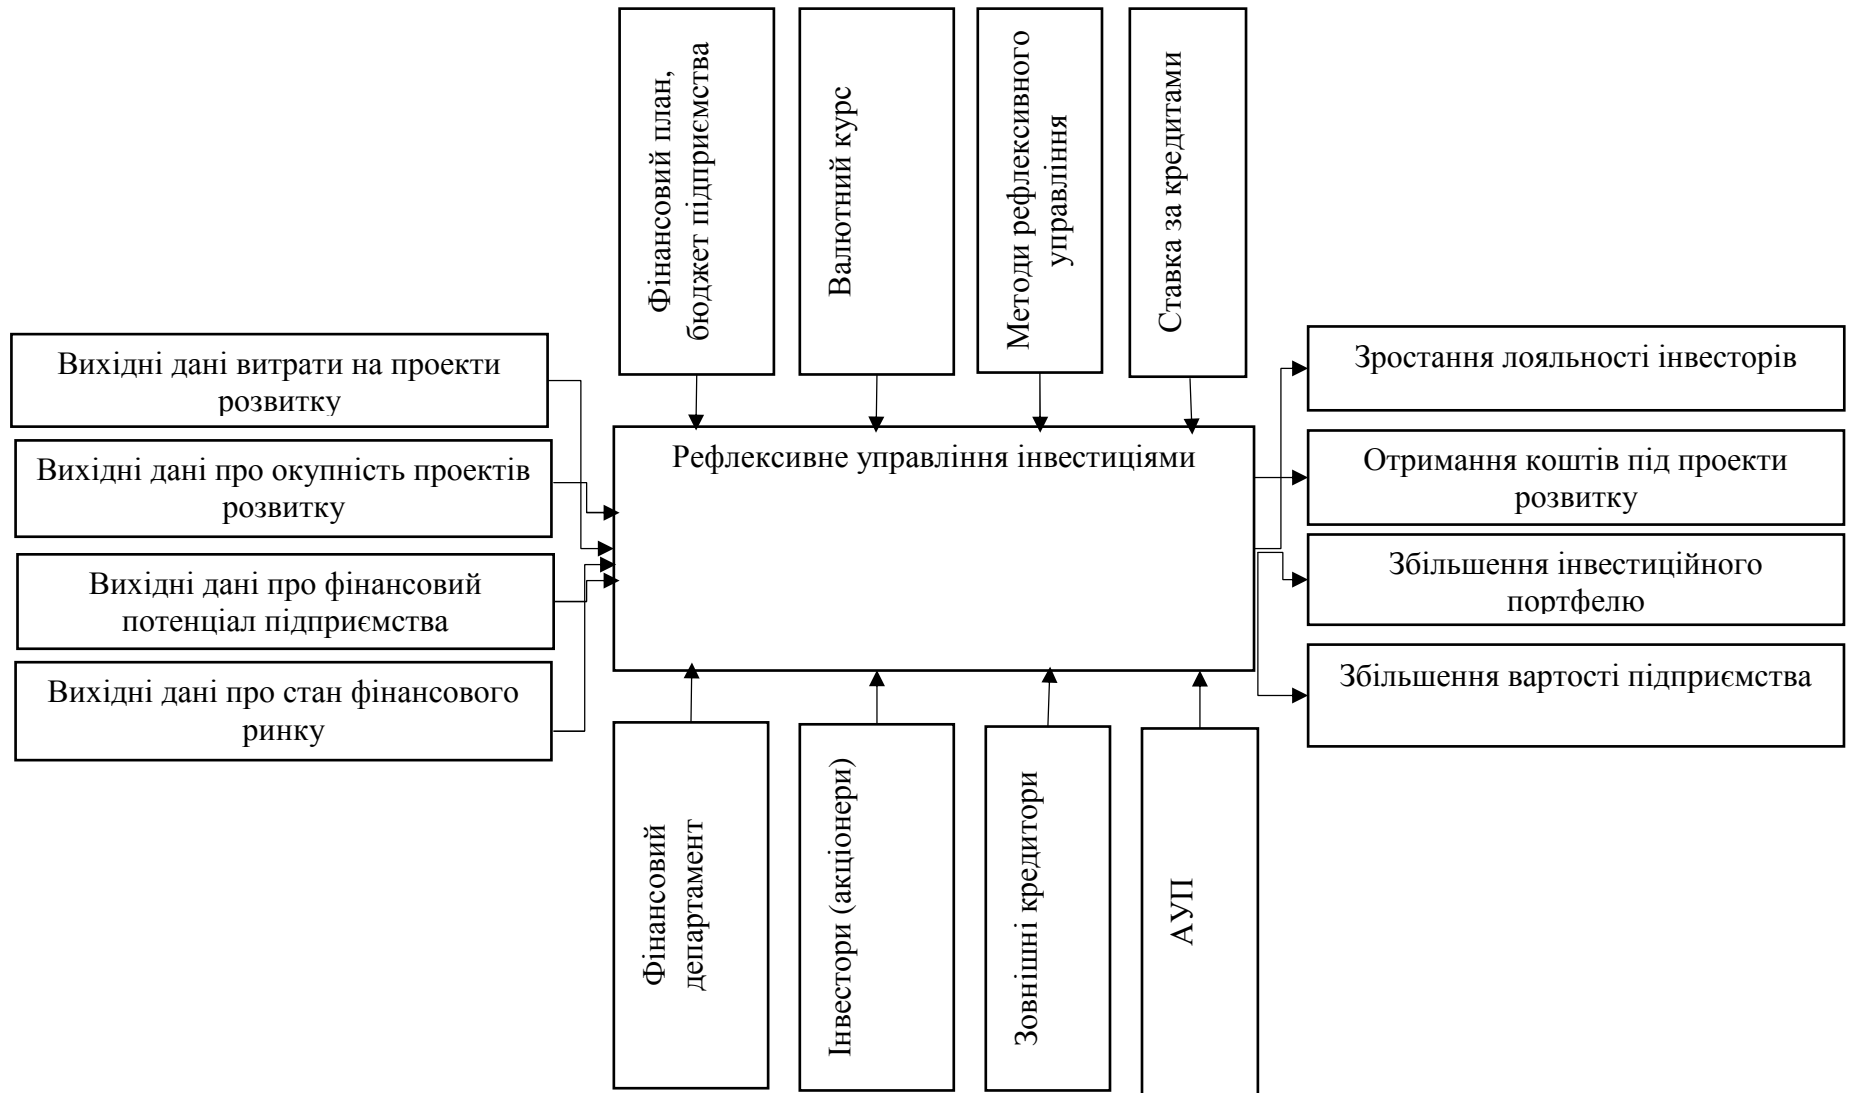 Фінансовий план,
бюджет підприємства
Валютний курс
Методи рефлексивного
управління
Ставка за кредитами
Вихідні дані витрати на проекти
розвитку
Вихідні дані про окупність проектів
розвитку
Вихідні дані про фінансовий
потенціал підприємства
Вихідні дані про стан фінансового
ринку
Рефлексивне управління інвестиціями
Зростання лояльності інвесторів
Отримання коштів під проекти
розвитку
Збільшення інвестиційного
портфелю
Збільшення вартості підприємства
Фінансовий
департамент
Інвестори (акціонери)
Зовнішні кредитори
АУП